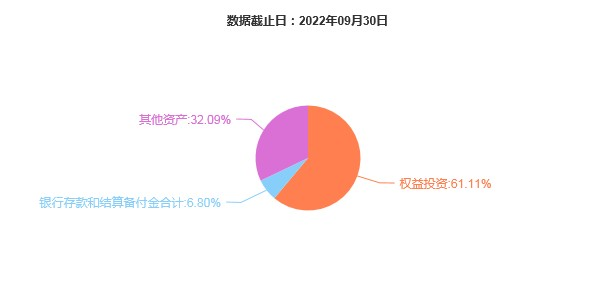 数据截止日：2022年09月30日
其他资产:32.09%
权益投资:61.11%
银行存款和结算备付金合计:6.80%